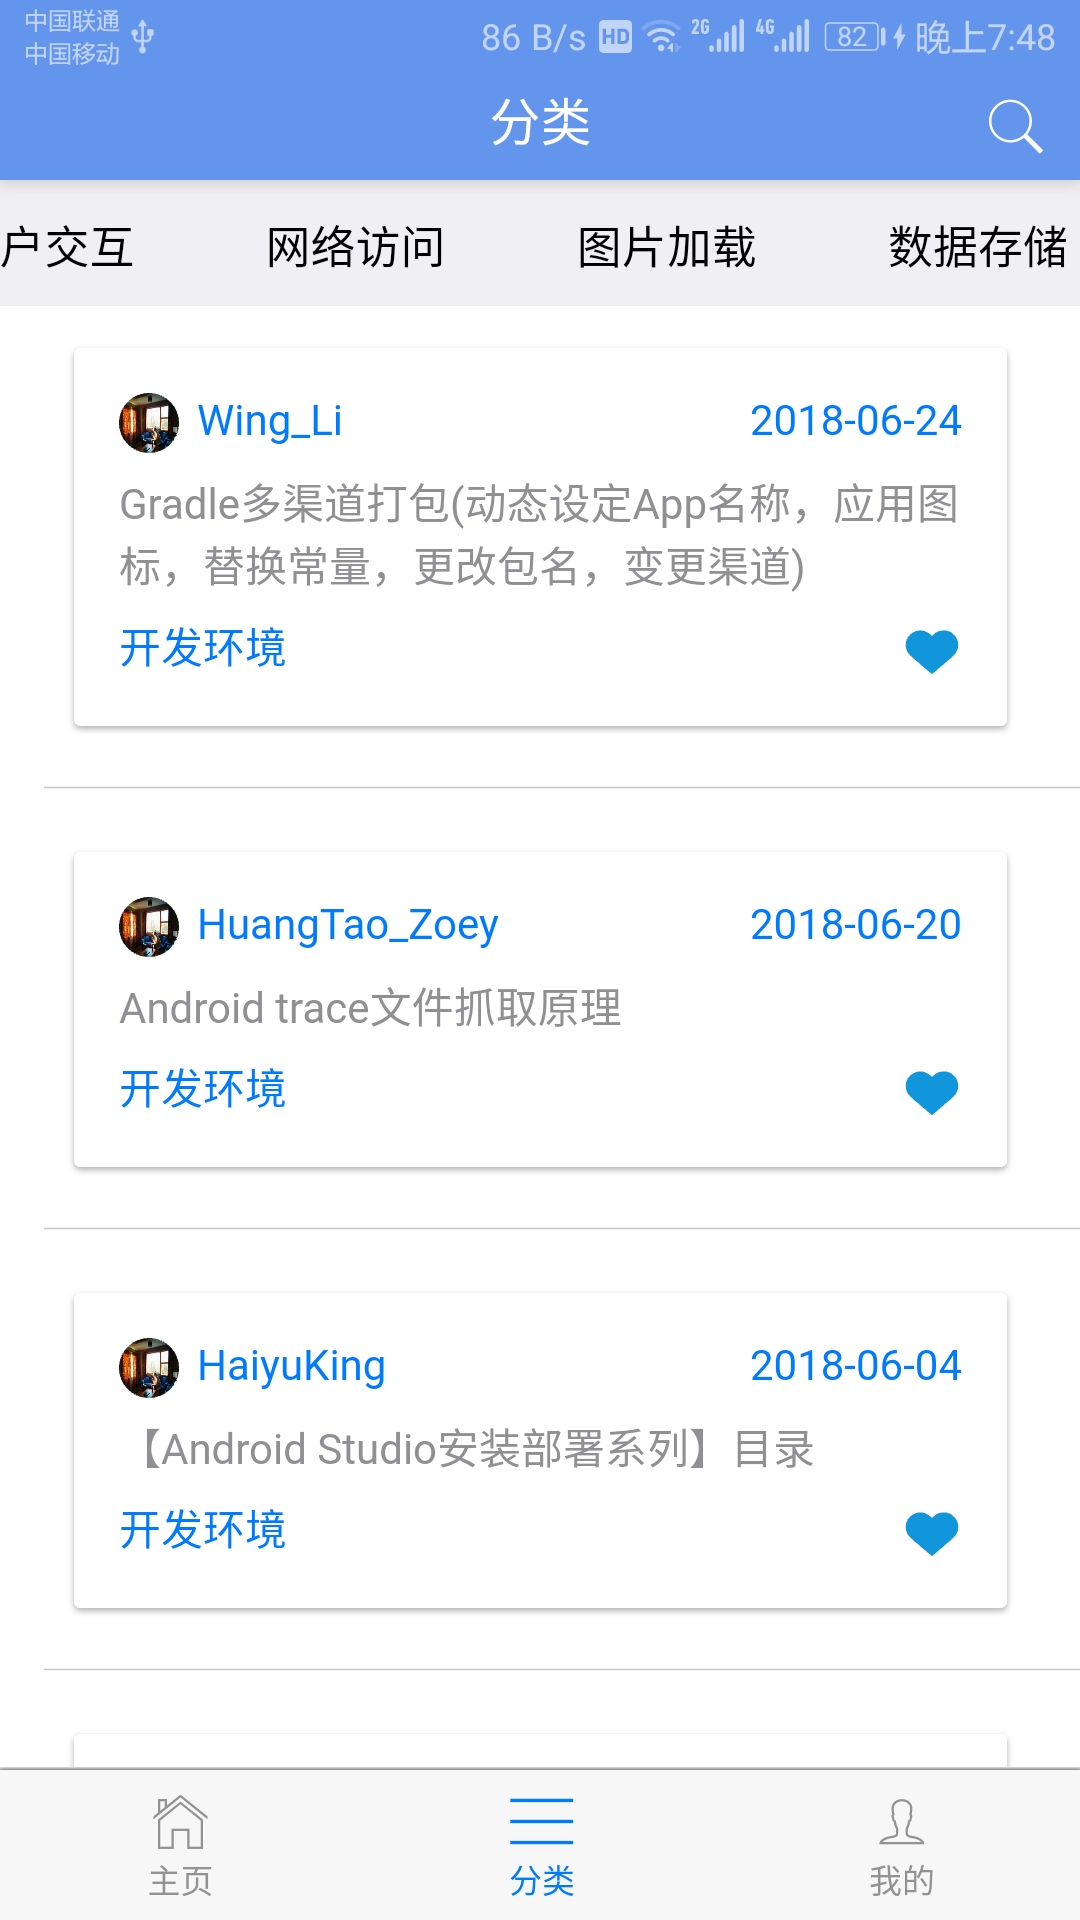 中国联通
中国移动
86 B/s HD 2G 4G 82 晚上7:48
分类
户交互 网络访问 图片加载 数据存储
Wing_Li 2018-06-24
Gradle多渠道打包(动态设定App名称，应用图
标，替换常量，更改包名，变更渠道)
开发环境
HuangTao_Zoey 2018-06-20
Android trace文件抓取原理
开发环境
HaiyuKing 2018-06-04
【Android Studio安装部署系列】目录
开发环境
主页 分类 我的